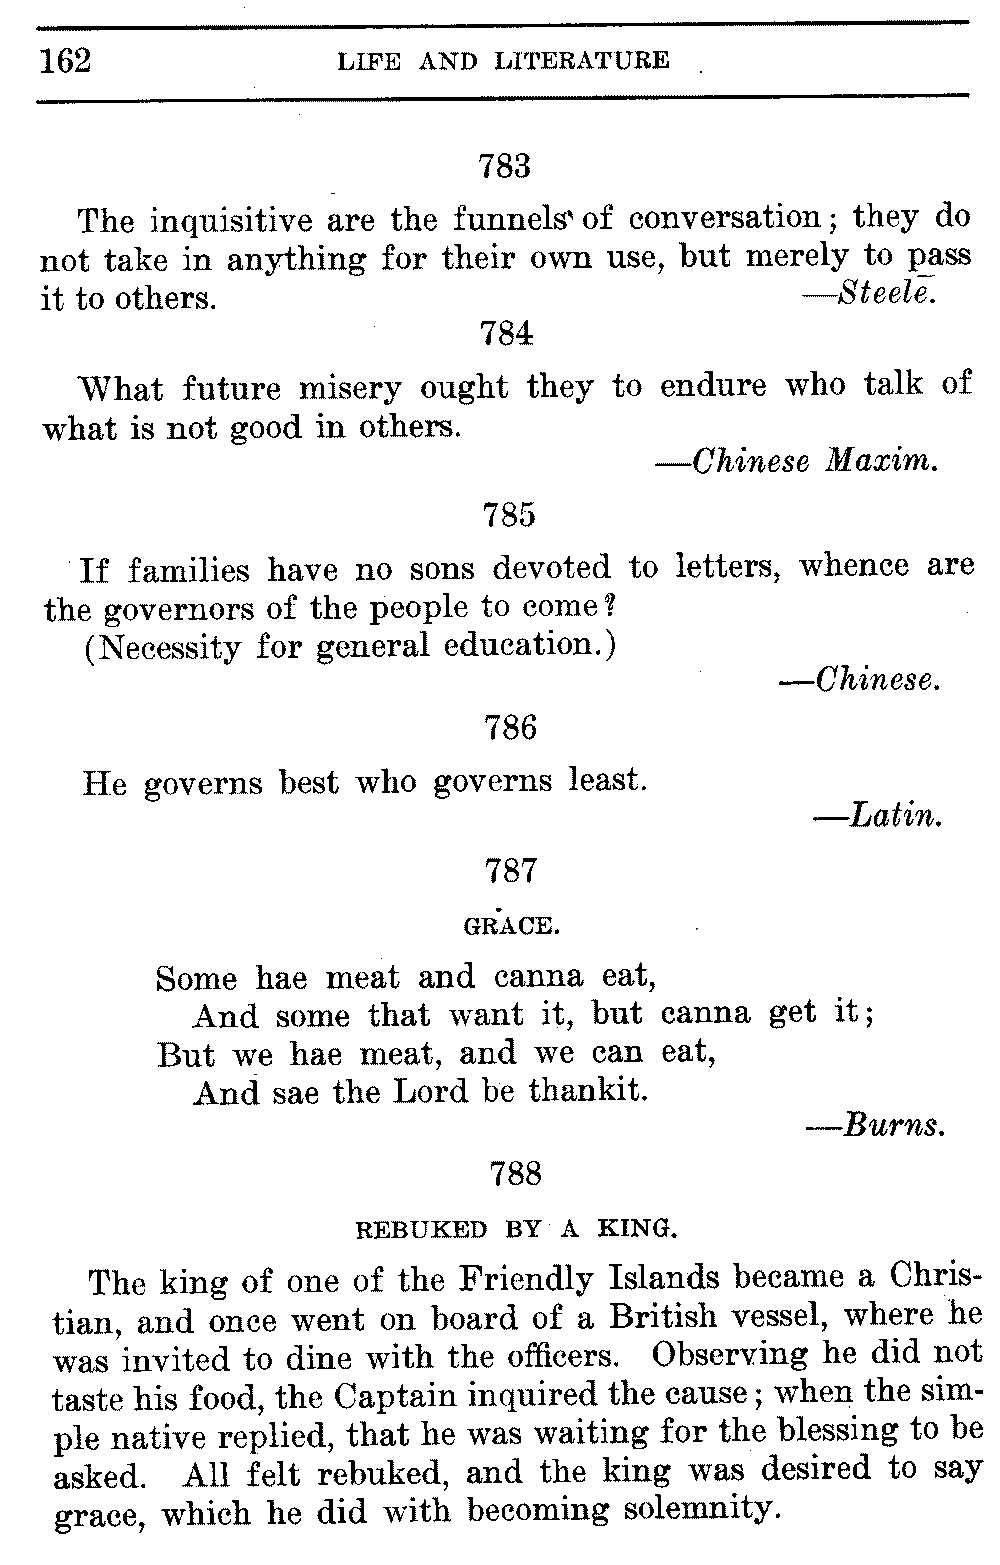 162 LIFE AND LITERATURE
783
The inquisitive are the funnels of conversation; they do
not take in anything for their own use, but merely to pass
it to others. —Steele.
784
What future misery ought they to endure who talk of
what is not good in others.
—Chinese Maxim.
785
If families have no sons devoted to letters, whence are
the governors of the people to come?
(Necessity for general education.)
—Chinese.
786
He governs best who governs least.
—Latin.
787
GRACE.
Some hae meat and canna eat,
And some that want it, but canna get it;
But we hae meat, and we can eat,
And sae the Lord be thankit.
—Burns.
788
REBUKED BY A KING.
The king of one of the Friendly Islands became a Chris-
tian, and once went on board of a British vessel, where he
was invited to dine with the officers. Observing he did not
taste his food, the Captain inquired the cause; when the sim-
ple native replied, that he was waiting for the blessing to be
asked. All felt rebuked, and the king was desired to say
grace, which he did with becoming solemnity.